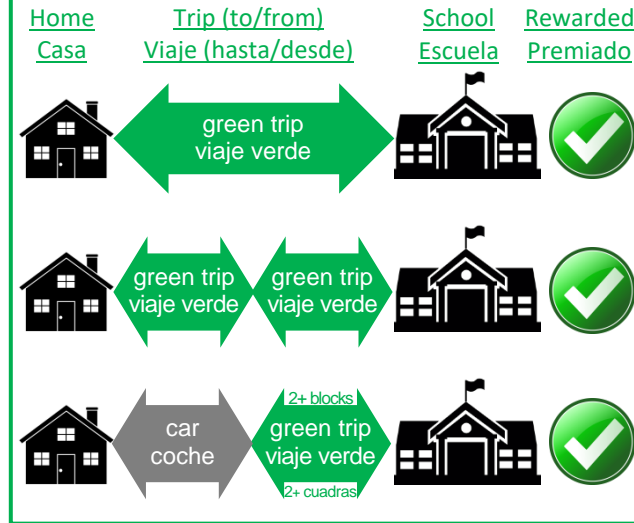 Home Trip (to/from) School Rewarded
Casa Viaje (hasta/desde) Escuela Premiado
green trip
viaje verde
green trip green trip
viaje verde viaje verde
2+ blocks
car green trip
coche viaje verde
2+ cuadras